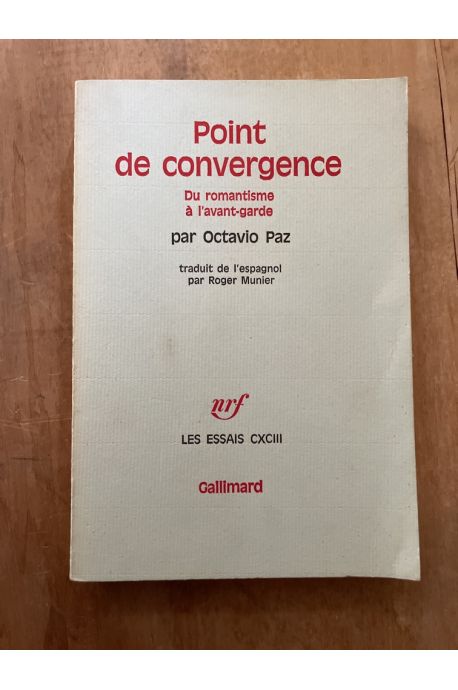 Point
de convergence
Du romantisme
à l'avant-garde
par Octavio Paz
traduit de l'espagnol
par Roger Munier
nrf
LES ESSAIS CXCIII
Gallimard